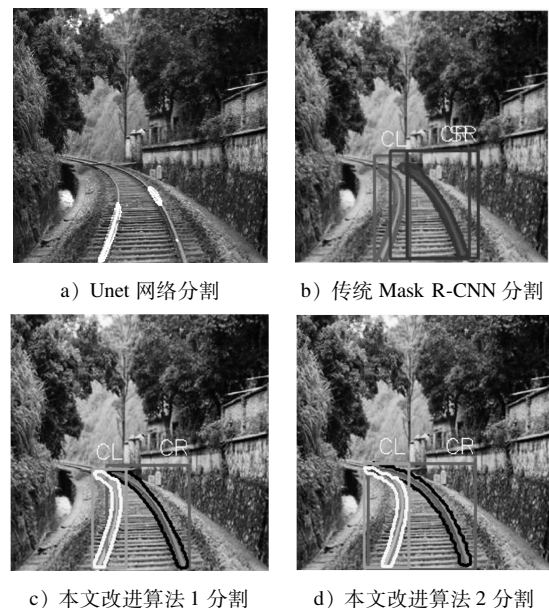 a）Unet 网络分割
CL
b）传统 Mask R-CNN 分割
CL CR
c）本文改进算法 1 分割
CL CR
d）本文改进算法 2 分割